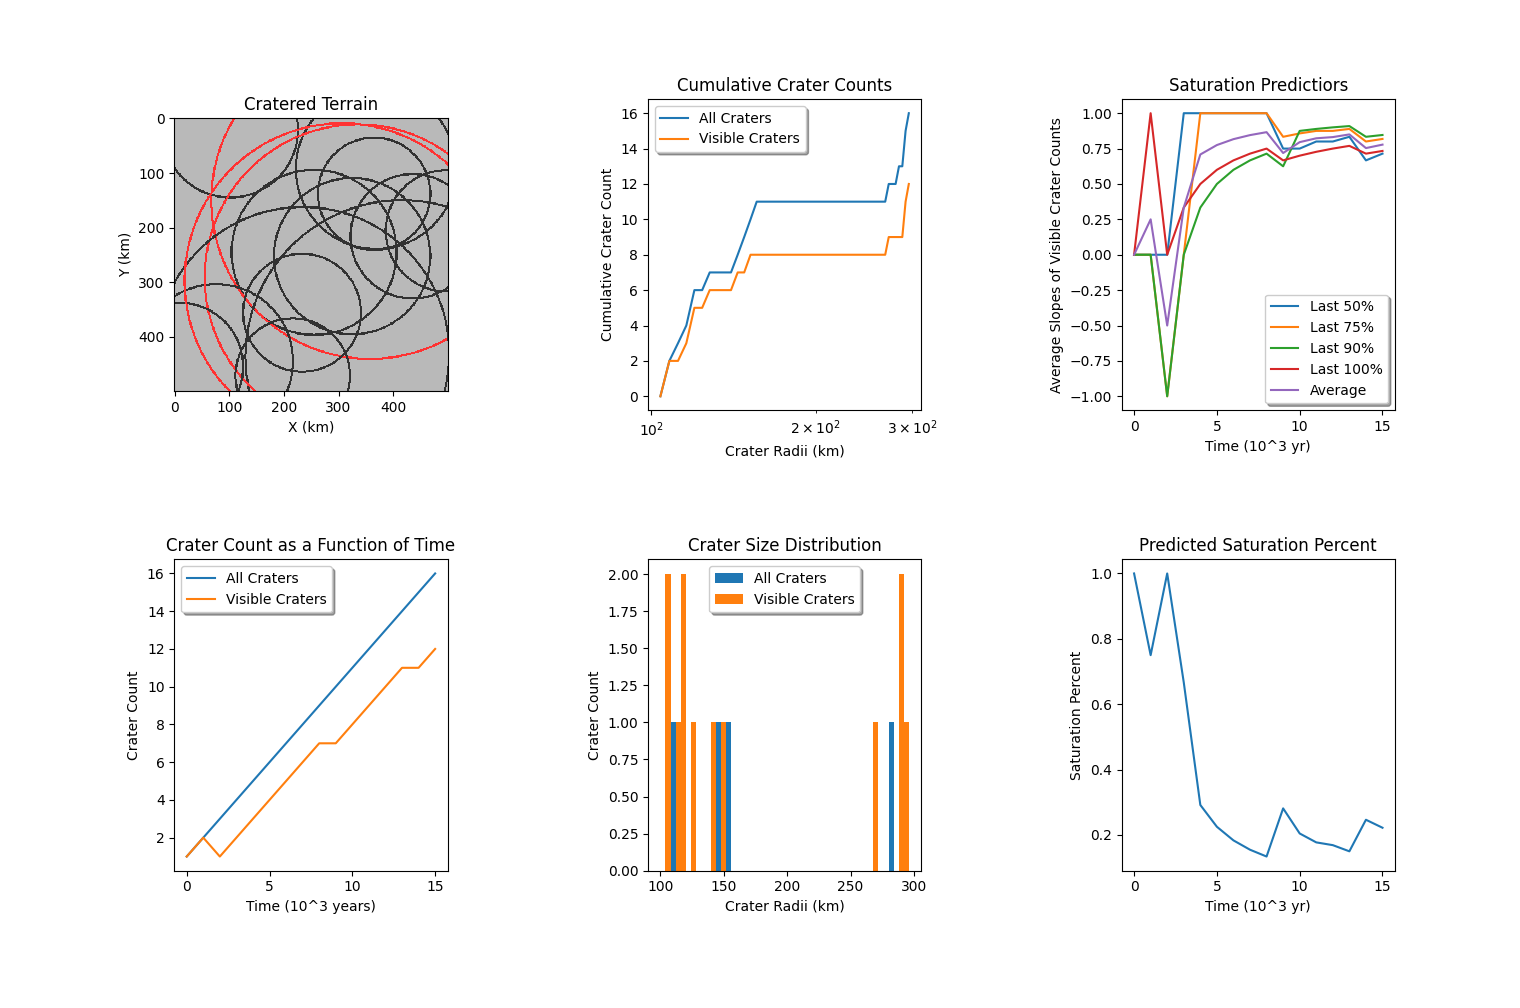 Cratered Terrain
0
100
200
300
400
Y (km)
0 100 200 300 400
X (km)
Cumulative Crater Counts
All Craters
Visible Craters
16
14
12
10
8
6
4
2
0
Cumulative Crater Count
10² 2 × 10² 3 × 10²
Crater Radii (km)
Saturation Predictiors
1.00
0.75
0.50
0.25
0.00
−0.25
−0.50
−0.75
−1.00
Average Slopes of Visible Crater Counts
Last 50%
Last 75%
Last 90%
Last 100%
Average
0 5 10 15
Time (10^3 yr)
Crater Count as a Function of Time
All Craters
Visible Craters
16
14
12
10
8
6
4
2
Crater Count
0 5 10 15
Time (10^3 years)
Crater Size Distribution
All Craters
Visible Craters
2.00
1.75
1.50
1.25
1.00
0.75
0.50
0.25
0.00
Crater Count
100 150 200 250 300
Crater Radii (km)
Predicted Saturation Percent
1.0
0.8
0.6
0.4
0.2
Saturation Percent
0 5 10 15
Time (10^3 yr)